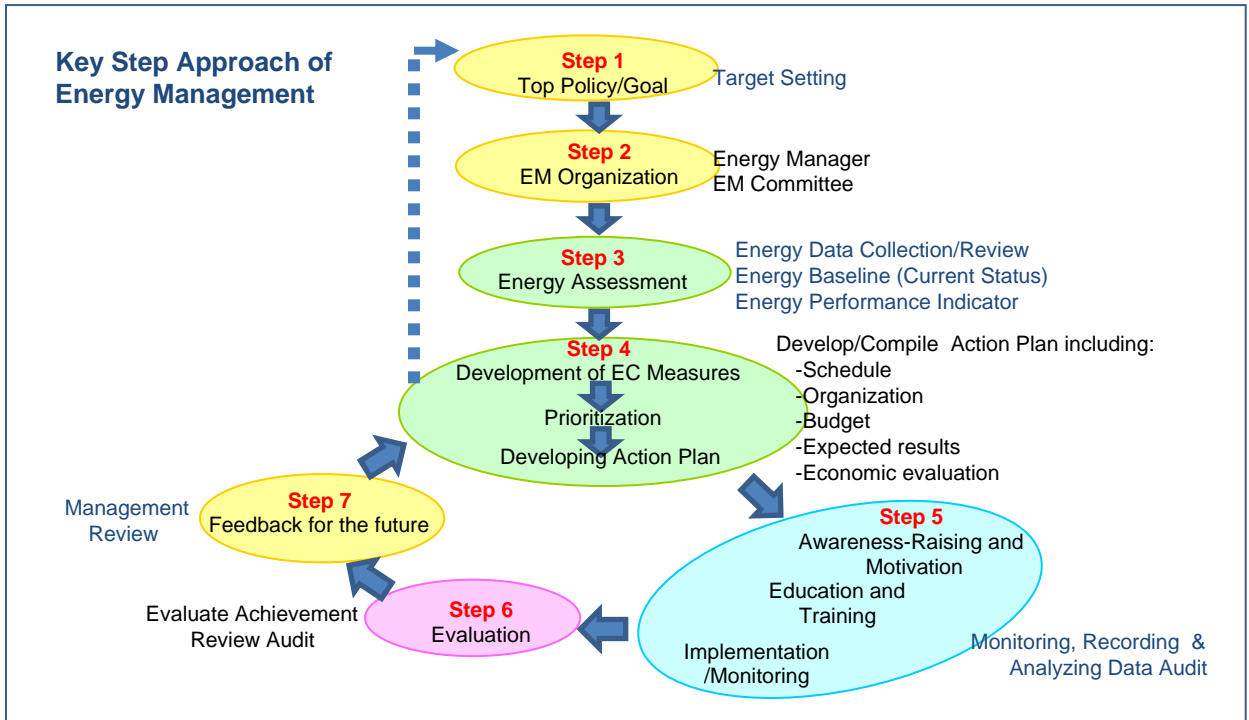 Key Step Approach of
Energy Management
Step 1
Top Policy/Goal
Target Setting
Step 2
EM Organization
Energy Manager
EM Committee
Step 3
Energy Assessment
Energy Data Collection/Review
Energy Baseline (Current Status)
Energy Performance Indicator
Step 4
Development of EC Measures
Prioritization
Developing Action Plan
Develop/Compile Action Plan including:
-Schedule
-Organization
-Budget
-Expected results
-Economic evaluation
Step 5
Awareness-Raising and
Motivation
Education and
Training
Implementation
/Monitoring
Monitoring, Recording &
Analyzing Data Audit
Step 6
Evaluation
Evaluate Achievement
Review Audit
Step 7
Feedback for the future
Management
Review